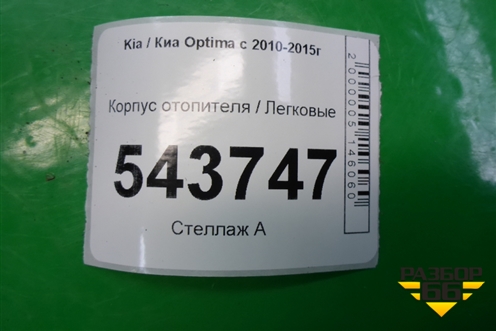 Kia / Киа Optima с 2010-2015г
Корпус отопителя / Легковые
543747
Стеллаж А
2000005146060
РАЗБОР
66